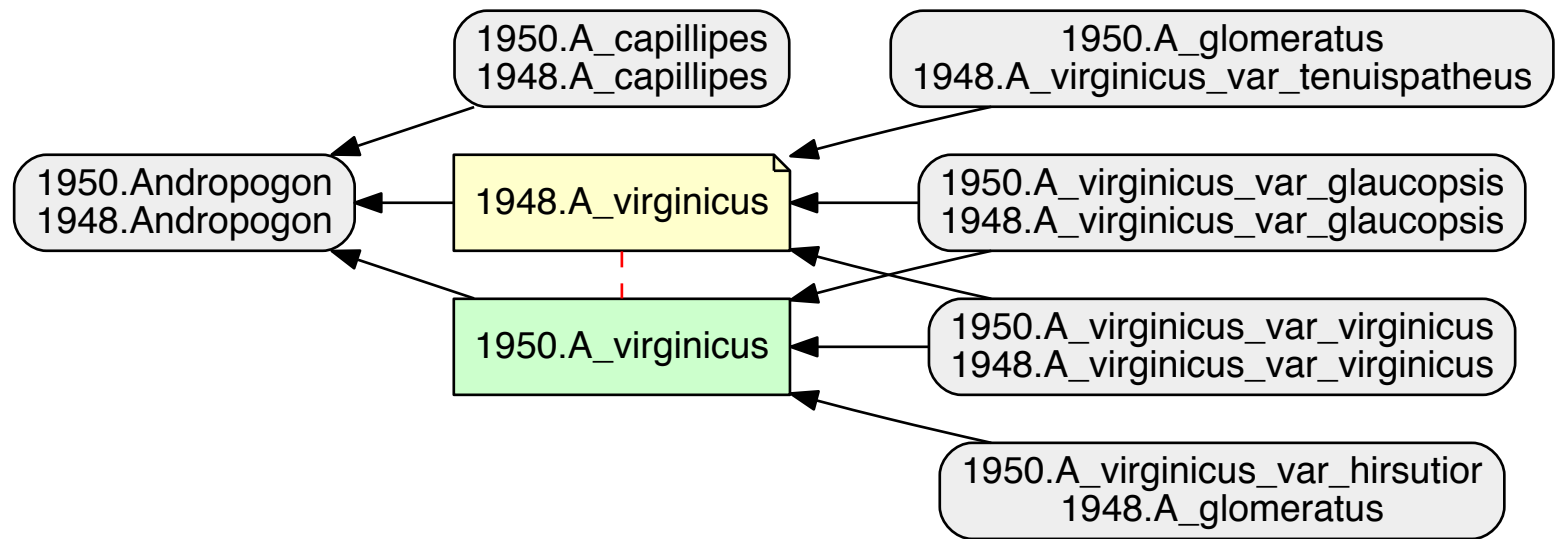 1950.A_capillipes
1948.A_capillipes
1950.A_glomeratus
1948.A_virginicus_var_tenuispatheus
1950.Andropogon
1948.Andropogon
1948.A_virginicus
1950.A_virginicus_var_glaucopsis
1948.A_virginicus_var_glaucopsis
1950.A_virginicus
1950.A_virginicus_var_virginicus
1948.A_virginicus_var_virginicus
1950.A_virginicus_var_hirsutior
1948.A_glomeratus